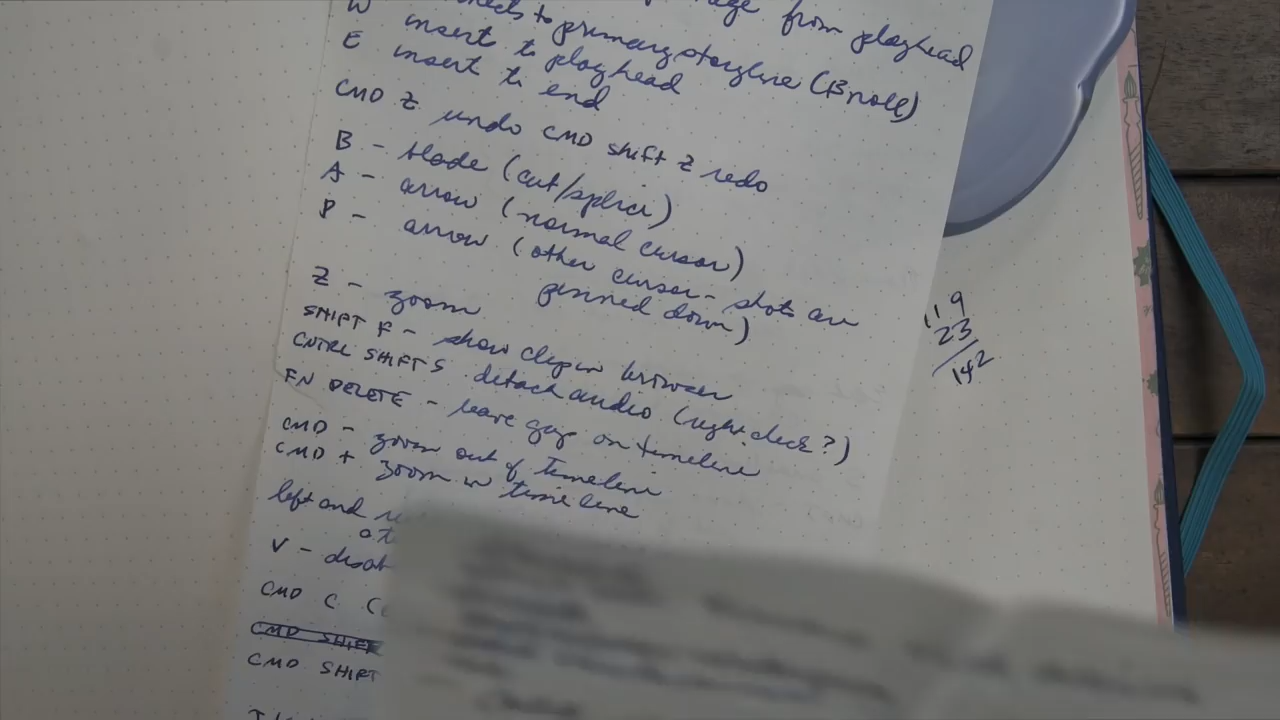 from playhead
to primary storyline (B roll)
W insert to playhead
E insert to end
CMD Z undo CMD shift Z redo
B - blade (cut/splice)
A - arrow (normal cursor)
P - arrow (other cursor - shots are
pinned down)
Z - zoom
SHIFT F - show clip in browser
CNTRL SHIFT S detach audio (right click?)
FN DELETE - leave gap on timeline
CMD - zoom out of timeline
CMD + zoom in timeline
left and
V -
CMD C
CMD SHIFT
CMD SHIFT
119
23
142